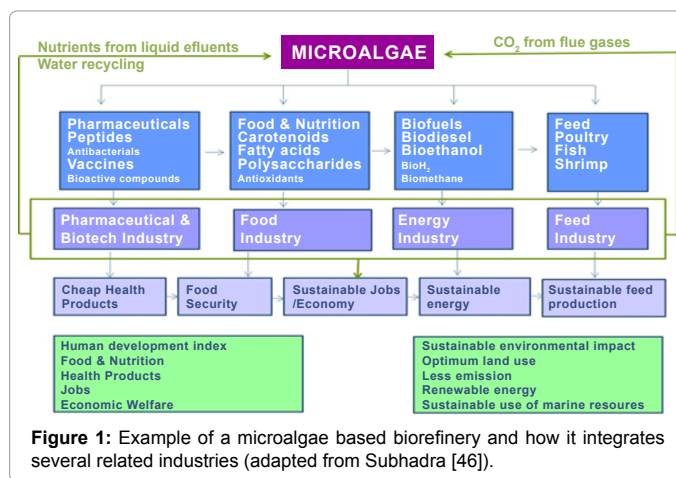 Nutrients from liquid efluents
Water recycling
MICROALGAE
CO2 from flue gases
Pharmaceuticals
Peptides
Antibacterials
Vaccines
Bioactive compounds
Food & Nutrition
Carotenoids
Fatty acids
Polysaccharides
Antioxidants
Biofuels
Biodiesel
Bioethanol
BioH2
Biomethane
Feed
Poultry
Fish
Shrimp
Pharmaceutical &
Biotech Industry
Food
Industry
Energy
Industry
Feed
Industry
Cheap Health
Products
Food
Security
Sustainable Jobs
/Economy
Sustainable
energy
Sustainable feed
production
Human development index
Food & Nutrition
Health Products
Jobs
Economic Welfare
Sustainable environmental impact
Optimum land use
Less emission
Renewable energy
Sustainable use of marine resoures
Figure 1: Example of a microalgae based biorefinery and how it integrates
several related industries (adapted from Subhadra [46]).